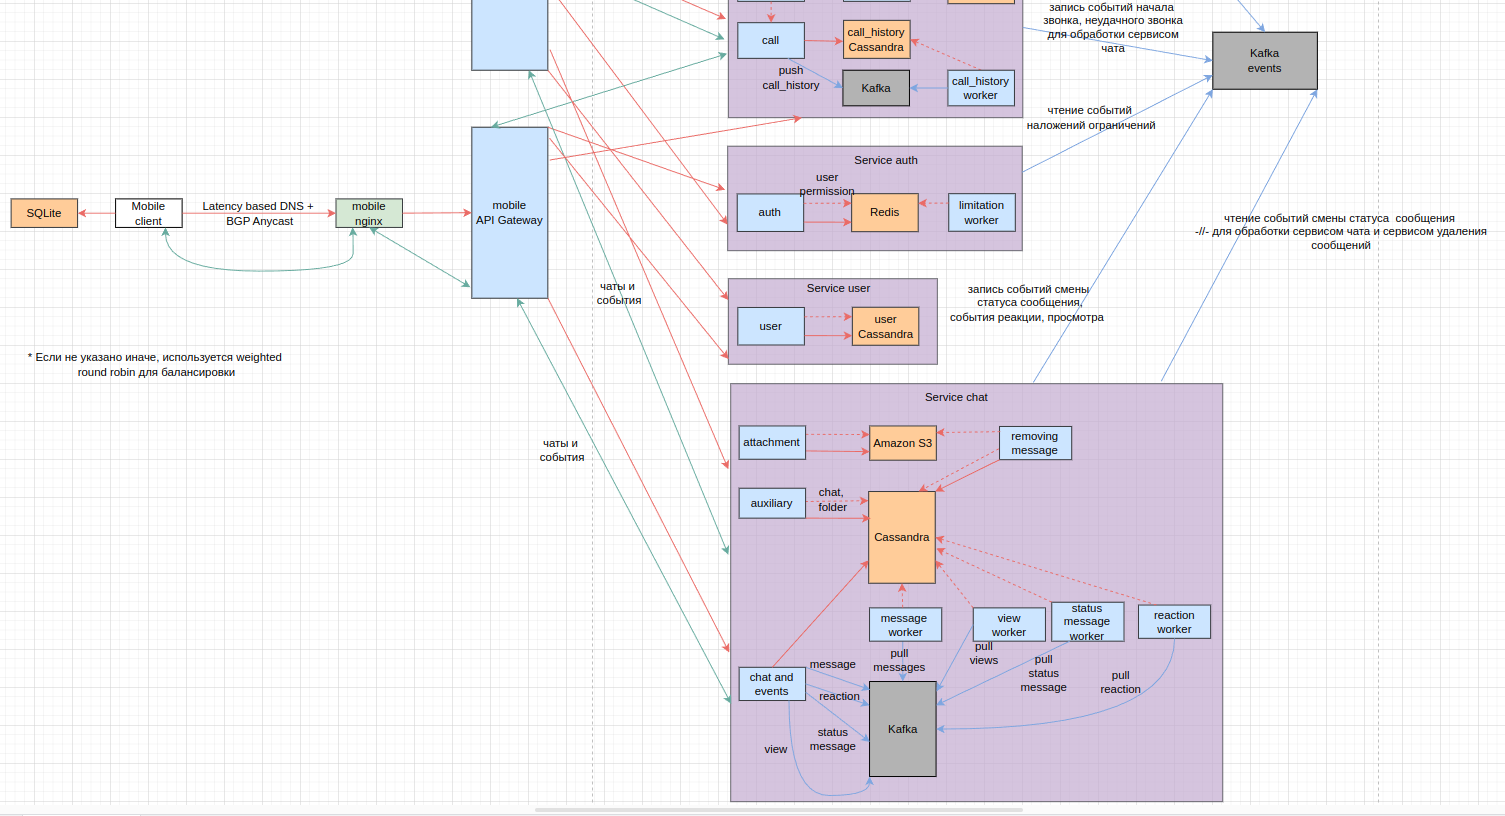 запись событий начала
звонка, неудачного звонка
для обработки сервисом
чата
call
call_history
Cassandra
push
call_history
Kafka
call_history
worker
Kafka
events
чтение событий
наложений ограничений
Service auth
user
permission
auth
Redis
limitation
worker
SQLite
Mobile
client
Latency based DNS +
BGP Anycast
mobile
nginx
mobile
API Gateway
чтение событий смены статуса сообщения
-//- для обработки сервисом чата и сервисом удаления
сообщений
чаты и
события
Service user
user
user
Cassandra
запись событий смены
статуса сообщения,
события реакции, просмотра
* Если не указано иначе, используется weighted
round robin для балансировки
Service chat
attachment
Amazon S3
removing
message
чаты и
события
auxiliary
chat,
folder
Cassandra
message
worker
view
worker
status
message
worker
reaction
worker
pull
messages
pull
views
pull
status
message
pull
reaction
chat and
events
message
reaction
status
message
view
Kafka